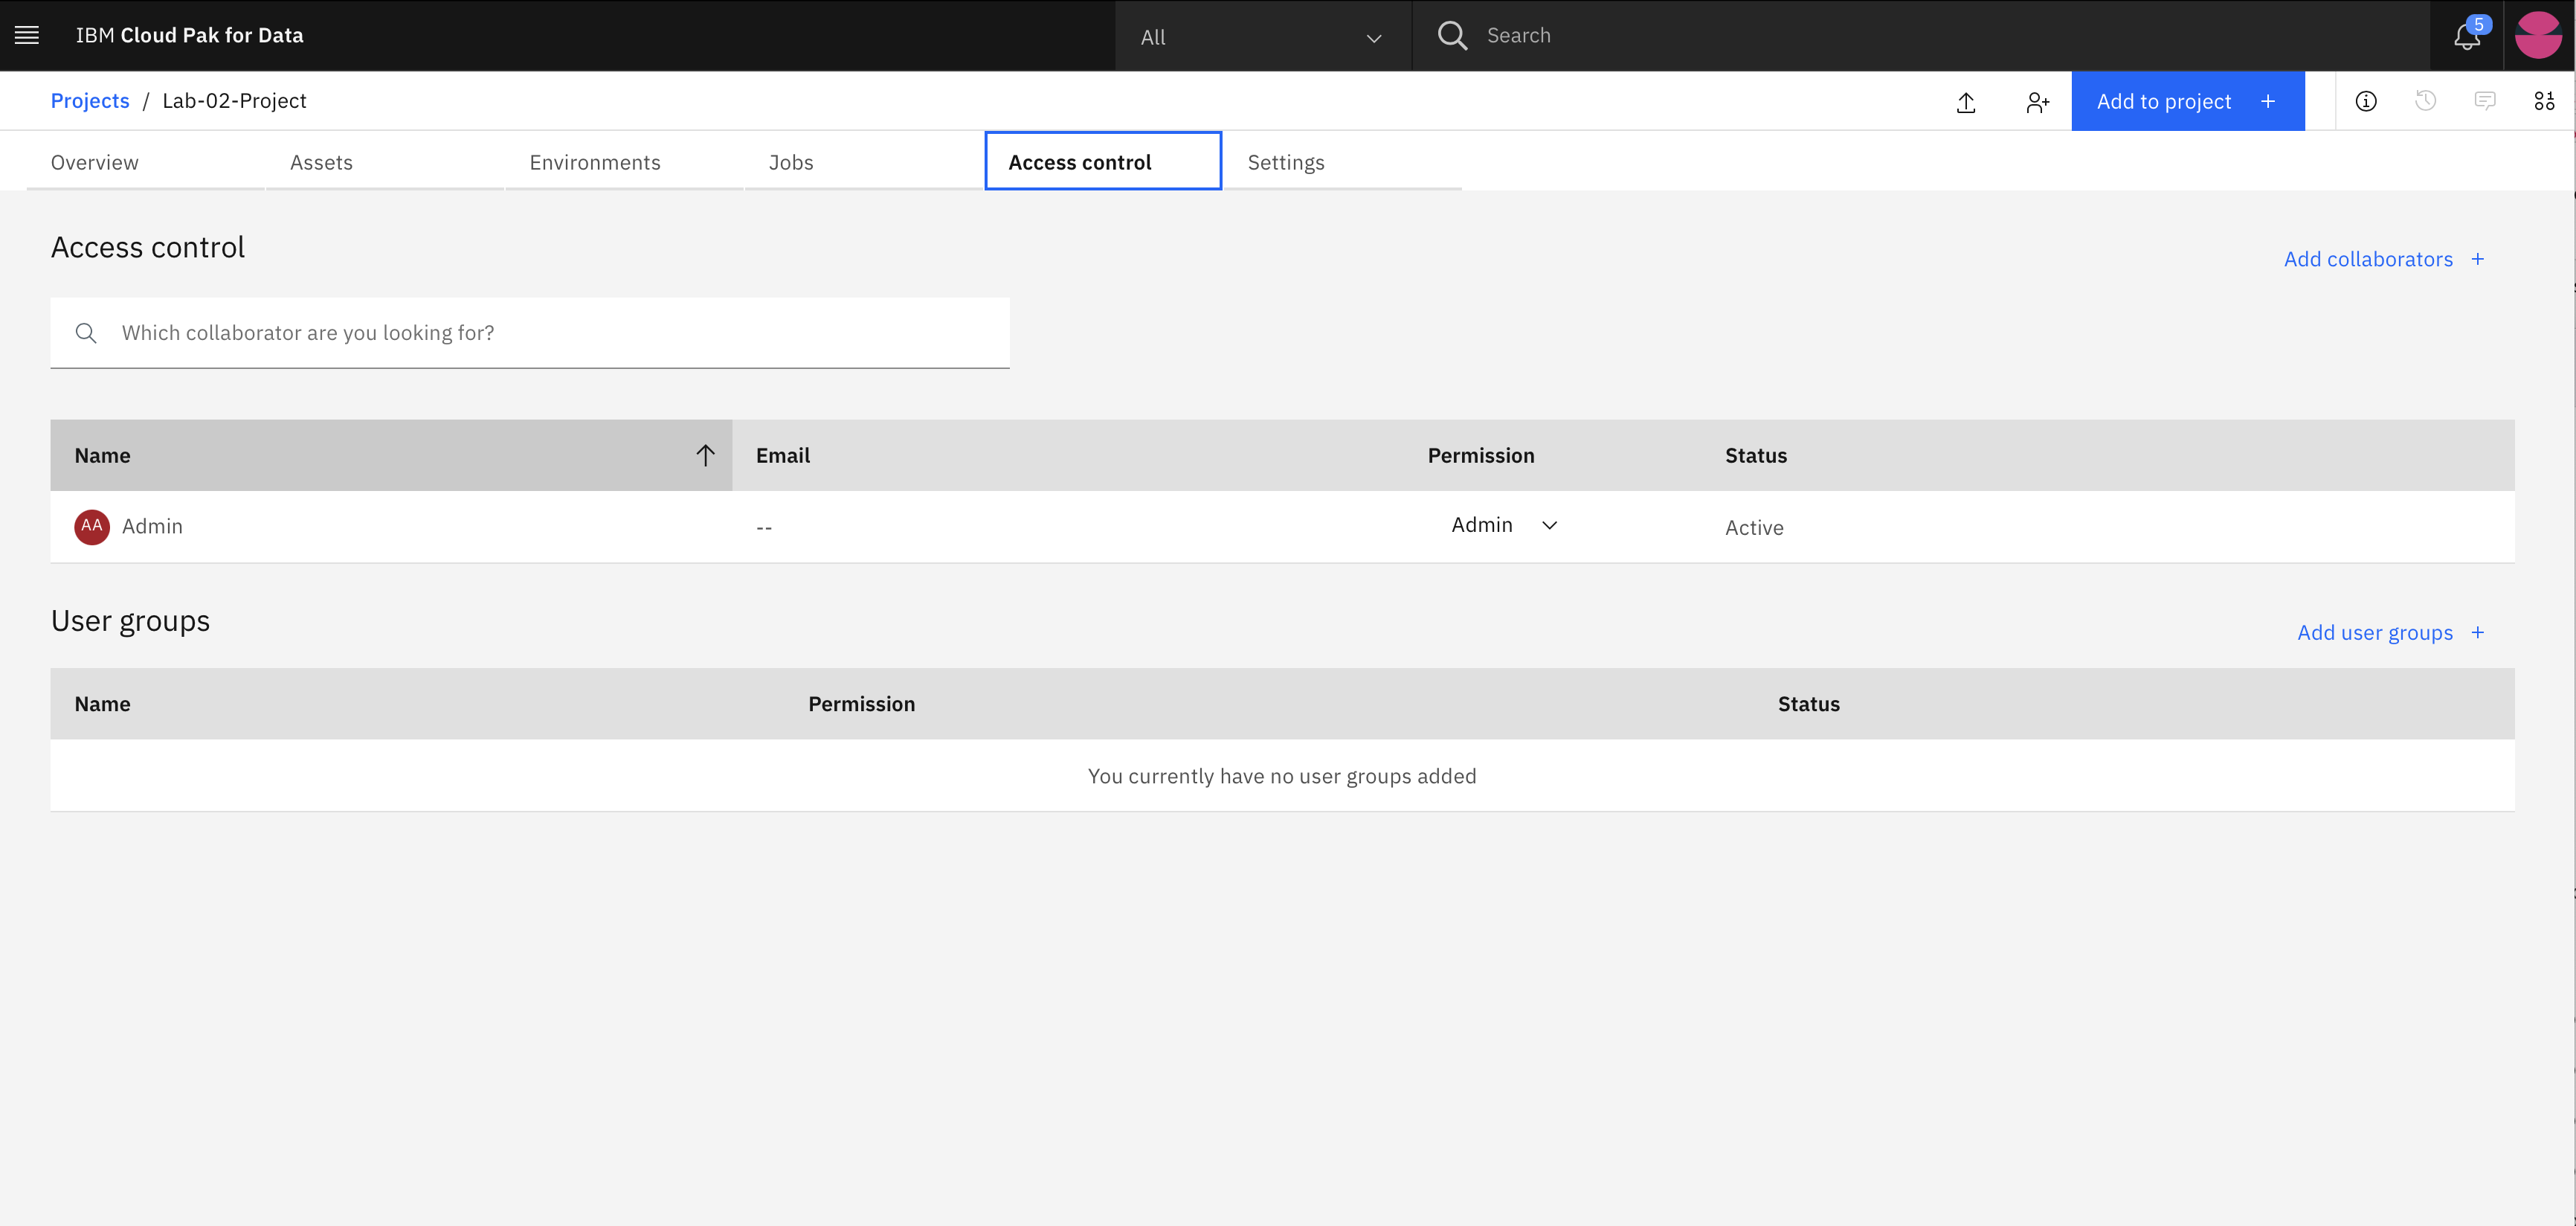 IBM Cloud Pak for Data
All
Search
5
Projects / Lab-02-Project
Add to project +
Overview
Assets
Environments
Jobs
Access control
Settings
Access control
Add collaborators +
Which collaborator are you looking for?
Name
Email
Permission
Status
AA Admin
--
Admin
Active
User groups
Add user groups +
Name
Permission
Status
You currently have no user groups added